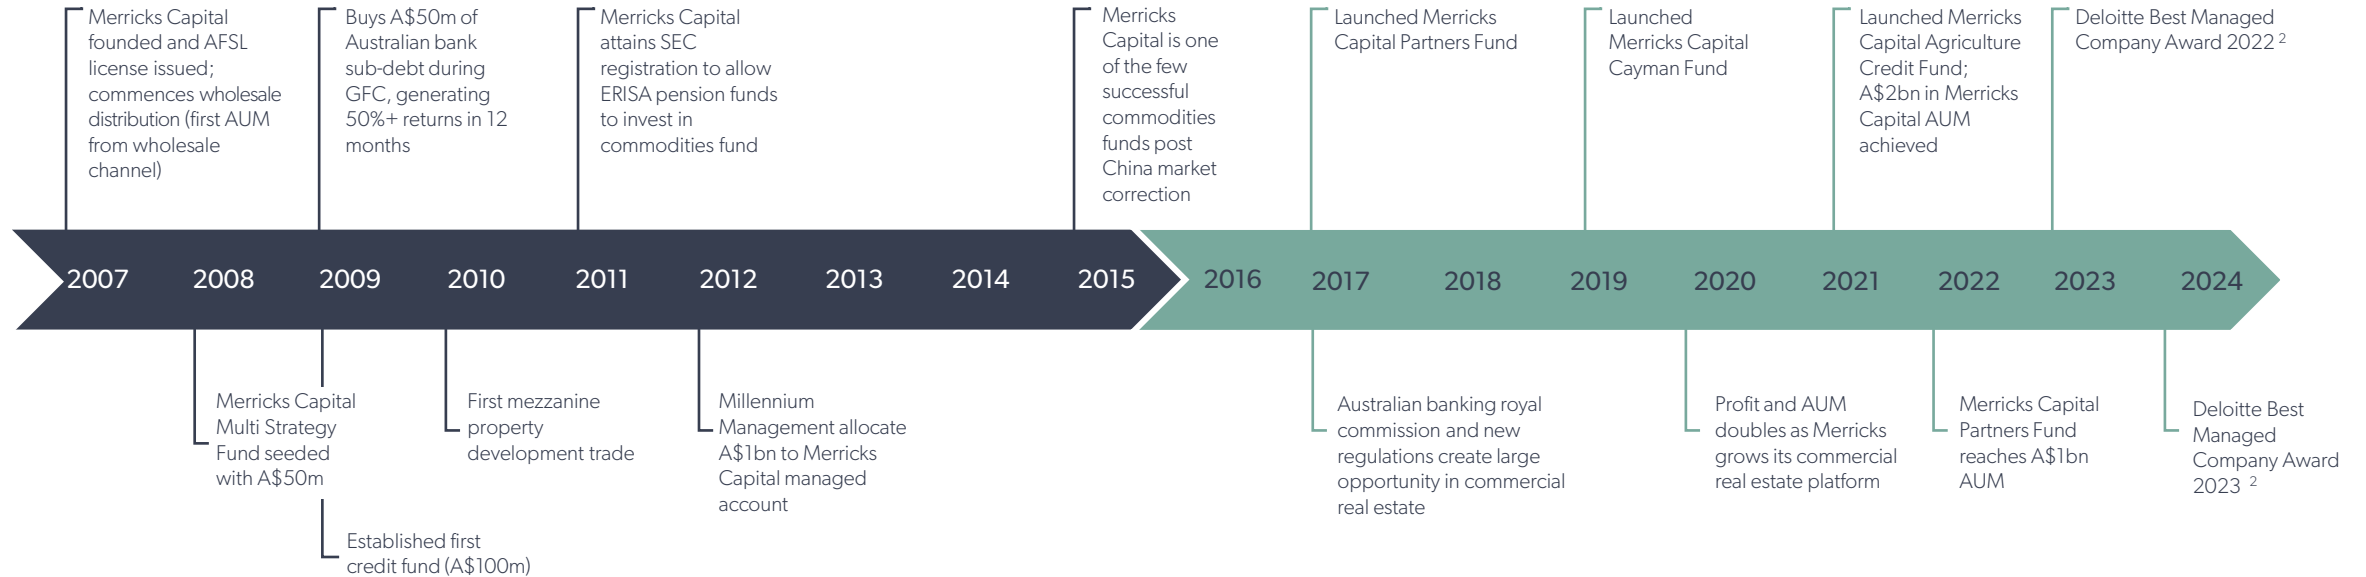 Merricks Capital
founded and AFSL
license issued;
commences wholesale
distribution (first AUM
from wholesale
channel)
Buys A$50m of
Australian bank
sub-debt during
GFC, generating
50%+ returns in 12
months
Merricks Capital
attains SEC
registration to allow
ERISA pension funds
to invest in
commodities fund
Merricks
Capital is one
of the few
successful
commodities
funds post
China market
correction
Launched Merricks
Capital Partners Fund
Launched
Merricks Capital
Cayman Fund
Launched Merricks
Capital Agriculture
Credit Fund;
A$2bn in Merricks
Capital AUM
achieved
Deloitte Best Managed
Company Award 2022 2
2007 2008 2009 2010 2011 2012 2013 2014 2015 2016 2017 2018 2019 2020 2021 2022 2023 2024
Merricks Capital
Multi Strategy
Fund seeded
with A$50m
Established first
credit fund (A$100m)
First mezzanine
property
development trade
Millennium
Management allocate
A$1bn to Merricks
Capital managed
account
Australian banking royal
commission and new
regulations create large
opportunity in commercial
real estate
Profit and AUM
doubles as Merricks
grows its commercial
real estate platform
Merricks Capital
Partners Fund
reaches A$1bn
AUM
Deloitte Best
Managed
Company Award
2023 2